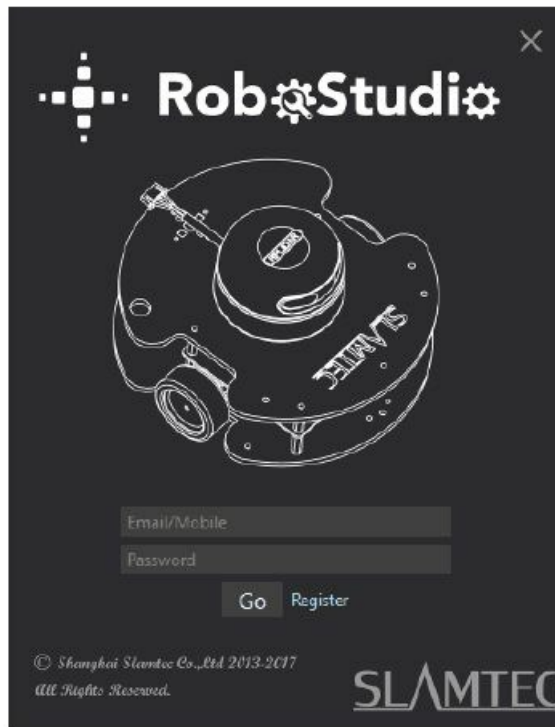 RoboStudio
SLAMTEC
Email/Mobile
Password
Go Register
© Shanghai Slamtec Co.,Ltd 2013-2017
All Rights Reserved.
SLAMTEC